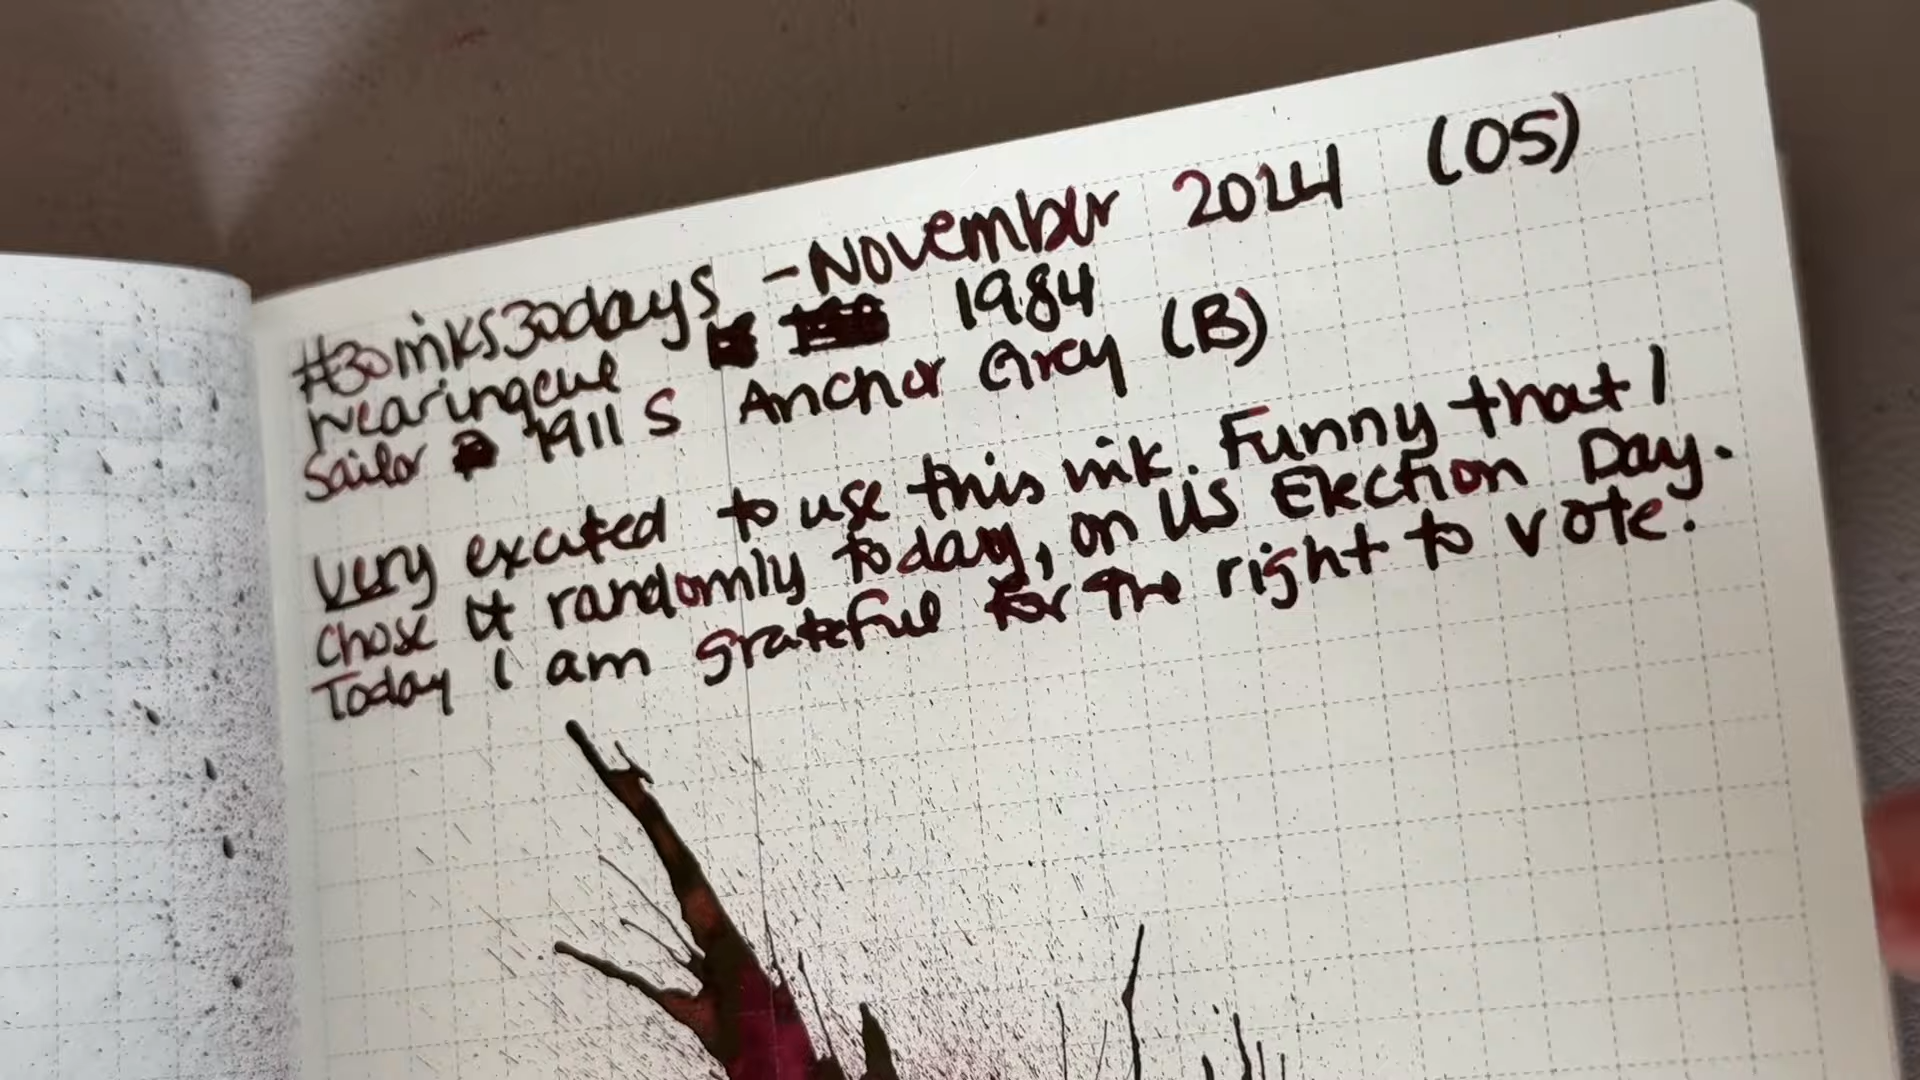 #30inks30days - November 2024 (05)
Wearingeul 1984
Sailor 1911 S Anchor Grey (B)
Very excited to use this ink. Funny that I
chose it randomly today, on US Election Day.
Today I am grateful for the right to vote.